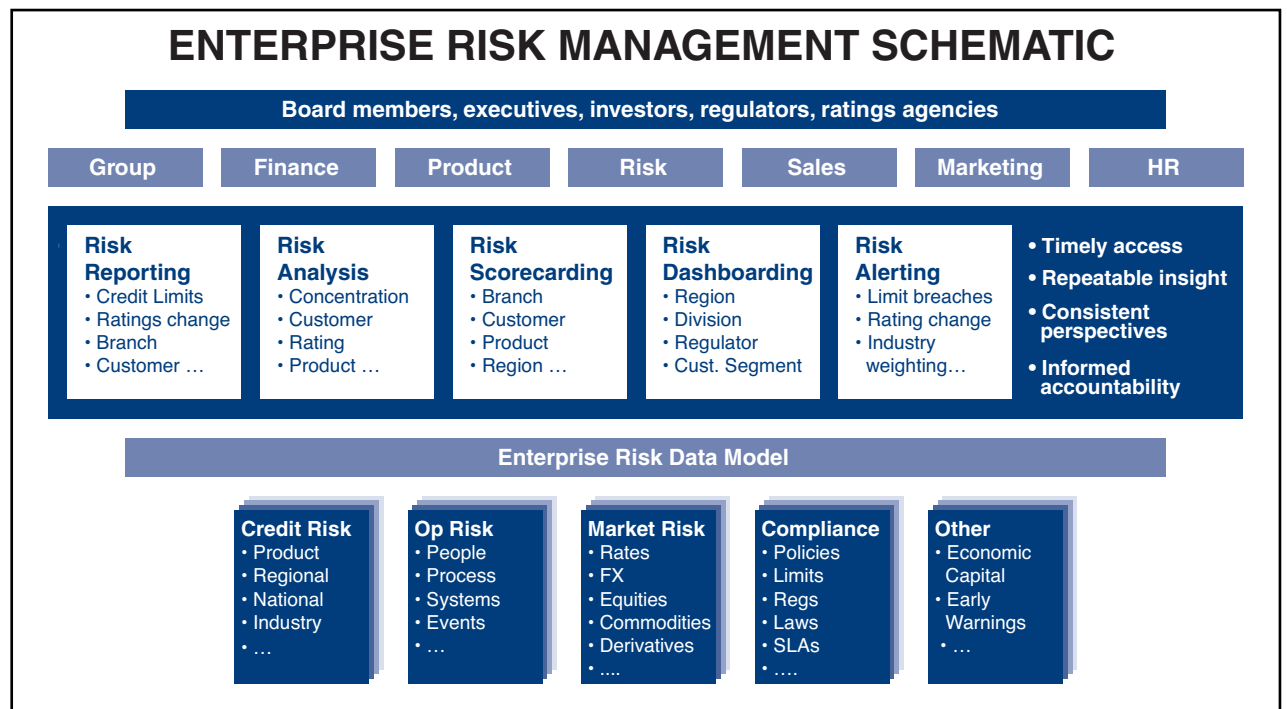 ENTERPRISE RISK MANAGEMENT SCHEMATIC
Board members, executives, investors, regulators, ratings agencies
Group
Finance
Product
Risk
Sales
Marketing
HR
Risk
Reporting
• Credit Limits
• Ratings change
• Branch
• Customer …
Risk
Analysis
• Concentration
• Customer
• Rating
• Product …
Risk
Scorecarding
• Branch
• Customer
• Product
• Region …
Risk
Dashboarding
• Region
• Division
• Regulator
• Cust. Segment
Risk
Alerting
• Limit breaches
• Rating change
• Industry
weighting…
• Timely access
• Repeatable insight
• Consistent
perspectives
• Informed
accountability
Enterprise Risk Data Model
Credit Risk
• Product
• Regional
• National
• Industry
• …
Op Risk
• People
• Process
• Systems
• Events
• …
Market Risk
• Rates
• FX
• Equities
• Commodities
• Derivatives
• ....
Compliance
• Policies
• Limits
• Regs
• Laws
• SLAs
• ….
Other
• Economic
Capital
• Early
Warnings
• …